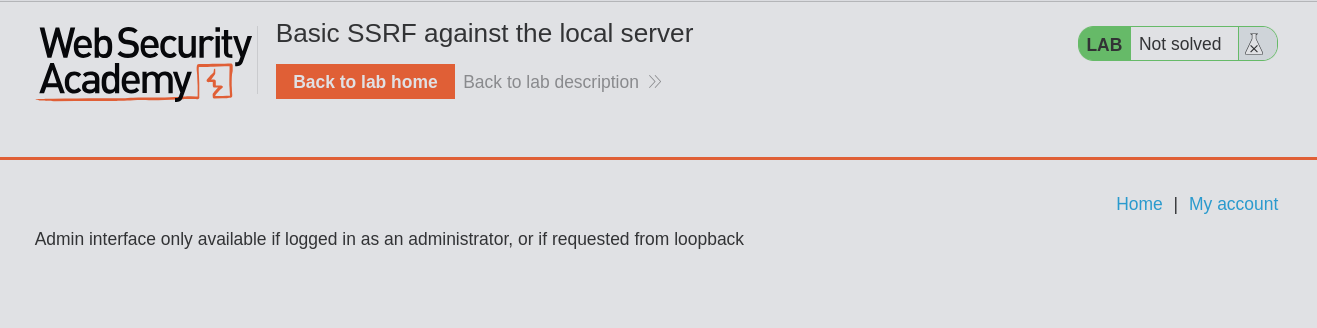 Web Security
Academy
Basic SSRF against the local server
Back to lab home
Back to lab description
LAB
Not solved
Home | My account
Admin interface only available if logged in as an administrator, or if requested from loopback